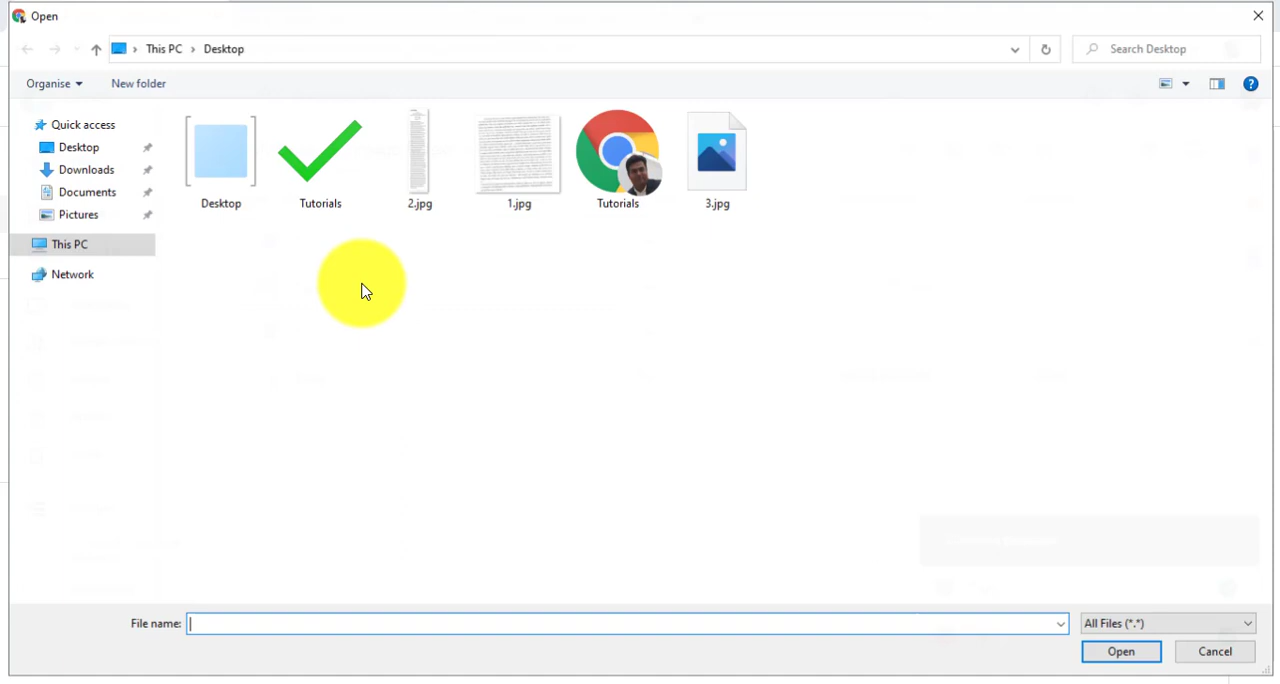 Open
This PC > Desktop
Search Desktop
Organise
New folder
Quick access
Desktop
Downloads
Documents
Pictures
This PC
Network
Desktop
Tutorials
2.jpg
1.jpg
Tutorials
3.jpg
File name:
All Files (*.*)
Open
Cancel